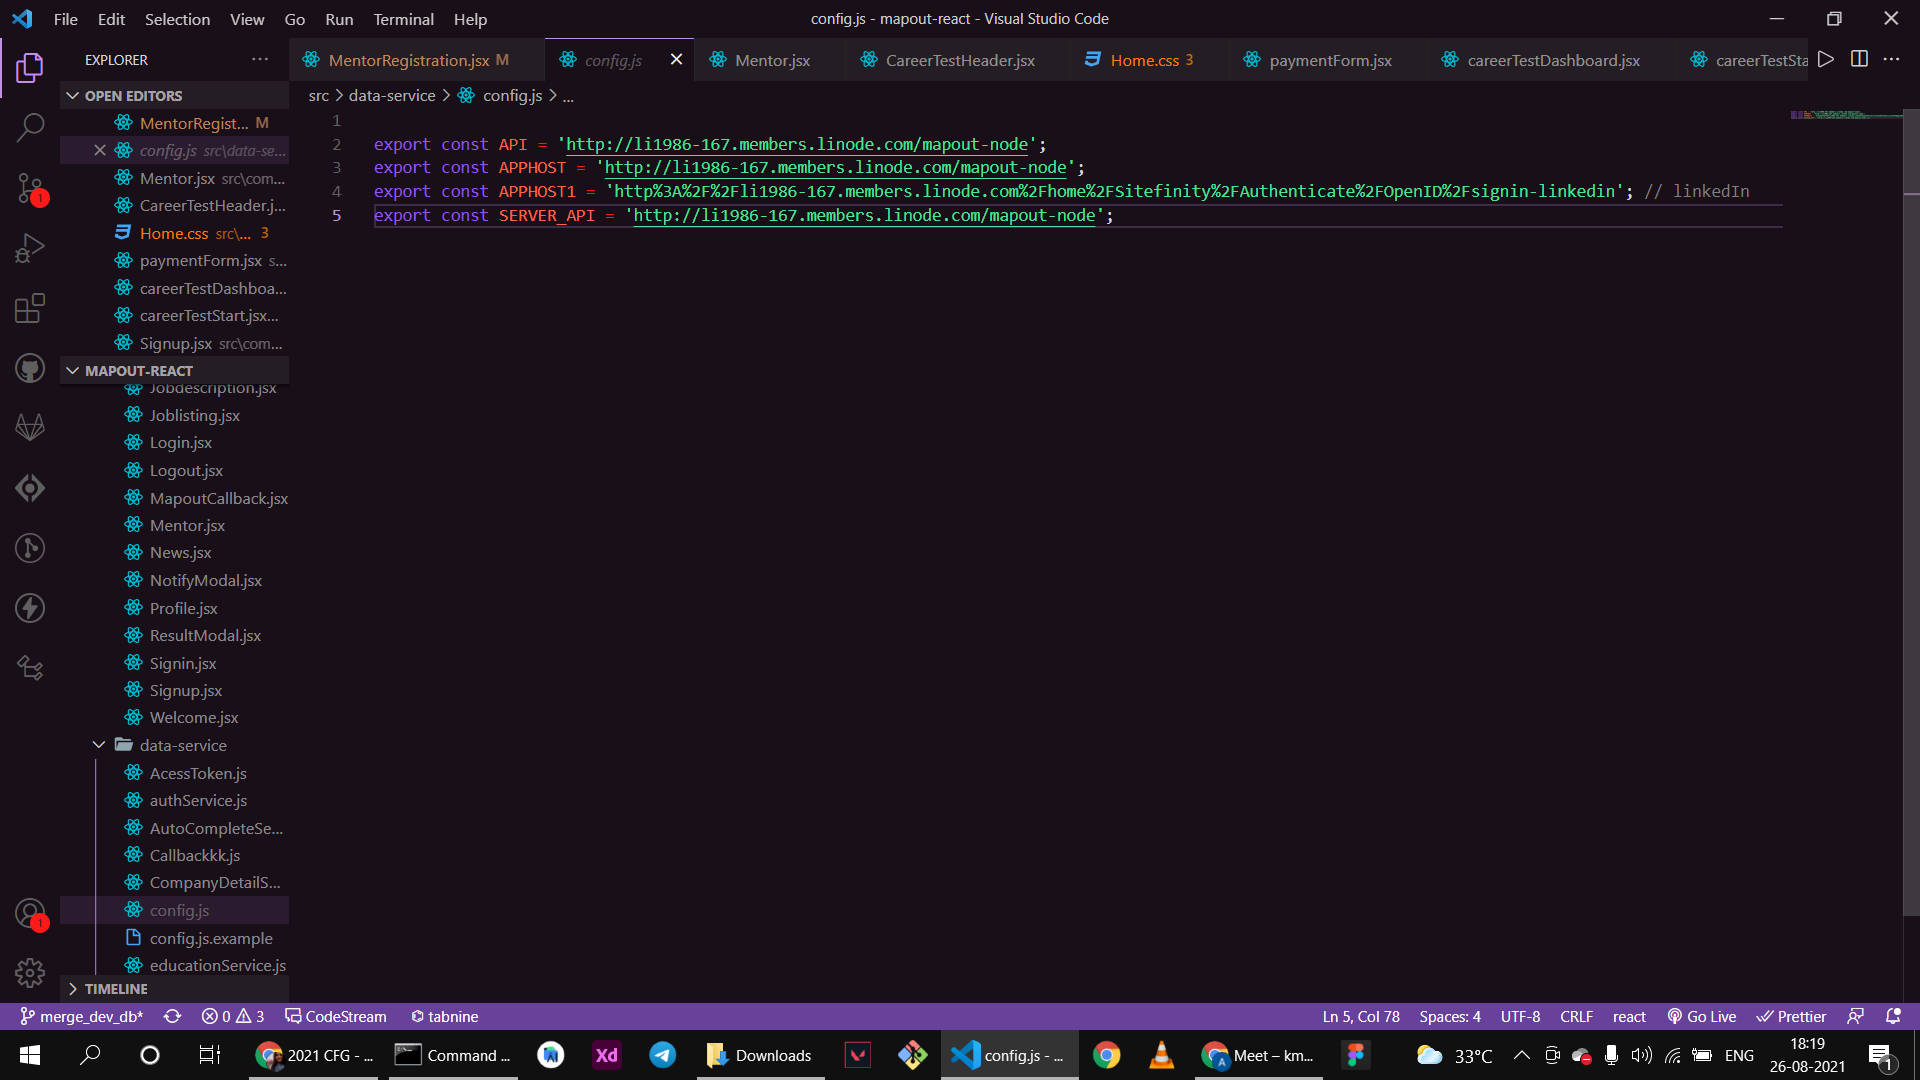 File Edit Selection View Go Run Terminal Help
config.js - mapout-react - Visual Studio Code
EXPLORER
MentorRegistration.jsx M
config.js
Mentor.jsx
CareerTestHeader.jsx
Home.css 3
paymentForm.jsx
careerTestDashboard.jsx
careerTestSta
OPEN EDITORS
MentorRegist... M
config.js src\data-se...
Mentor.jsx src\com...
CareerTestHeader.j...
Home.css src\... 3
paymentForm.jsx s...
careerTestDashboa...
careerTestStart.jsx...
Signup.jsx src\com...
MAPOUT-REACT
Jobdescription.jsx
Joblisting.jsx
Login.jsx
Logout.jsx
MapoutCallback.jsx
Mentor.jsx
News.jsx
NotifyModal.jsx
Profile.jsx
ResultModal.jsx
Signin.jsx
Signup.jsx
Welcome.jsx
data-service
AcessToken.js
authService.js
AutoCompleteSe...
Callbackkk.js
CompanyDetailS...
config.js
config.js.example
educationService.js
TIMELINE
1
1
src > data-service > config.js > ...
1
2 export const API = 'http://li1986-167.members.linode.com/mapout-node';
3 export const APPHOST = 'http://li1986-167.members.linode.com/mapout-node';
4 export const APPHOST1 = 'http%3A%2F%2Fli1986-167.members.linode.com%2Fhome%2FSitefinity%2FAuthenticate%2FOpenID%2Fsignin-linkedin'; // linkedIn
5 export const SERVER_API = 'http://li1986-167.members.linode.com/mapout-node';
merge_dev_db* 0 3 CodeStream tabnine
Ln 5, Col 78 Spaces: 4 UTF-8 CRLF react Go Live Prettier
2021 CFG - ...
Command ...
Xd
Downloads
config.js - ...
Meet – km...
33°C
ENG
18:19
26-08-2021
1